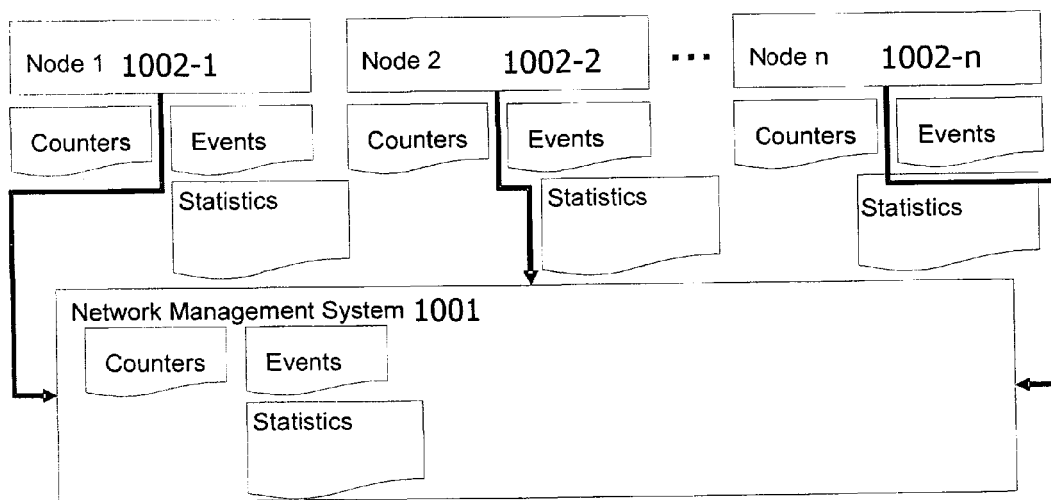 Node 1 1002-1
Node 2 1002-2
...
Node n 1002-n
Counters
Events
Statistics
Counters
Events
Statistics
Counters
Events
Statistics
Network Management System 1001
Counters
Events
Statistics